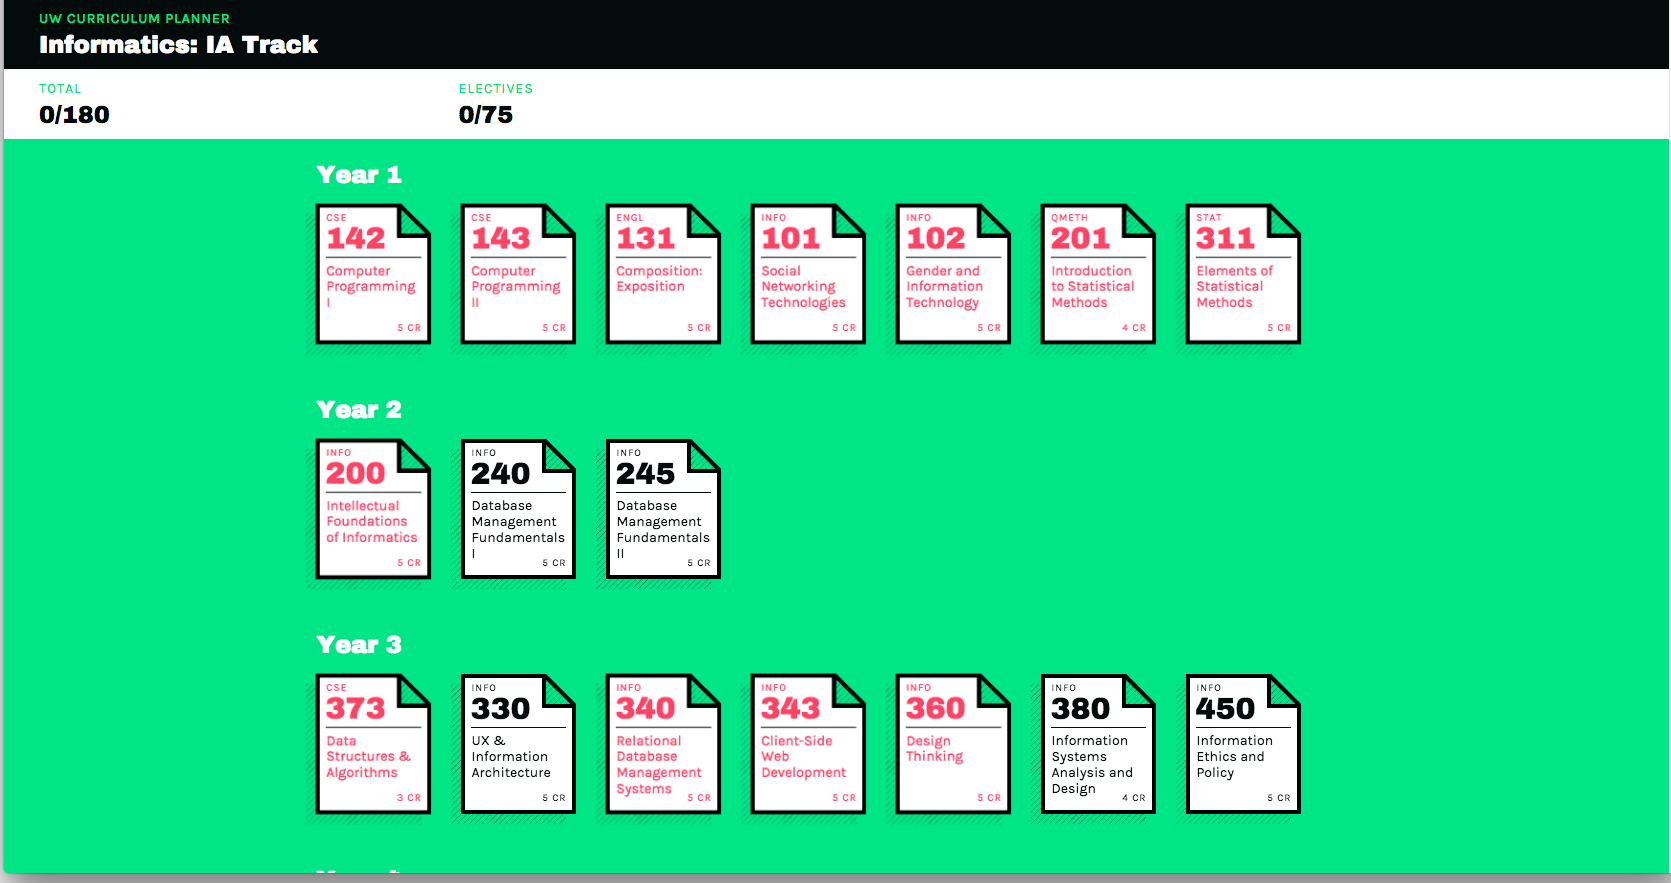 UW CURRICULUM PLANNER
Informatics: IA Track
TOTAL
0/180
ELECTIVES
0/75
Year 1
CSE
142
Computer
Programming
I
5 CR
CSE
143
Computer
Programming
II
5 CR
ENGL
131
Composition:
Exposition
5 CR
INFO
101
Social
Networking
Technologies
5 CR
INFO
102
Gender and
Information
Technology
5 CR
QMETH
201
Introduction
to Statistical
Methods
4 CR
STAT
311
Elements of
Statistical
Methods
5 CR
Year 2
INFO
200
Intellectual
Foundations
of Informatics
5 CR
INFO
240
Database
Management
Fundamentals
I
5 CR
INFO
245
Database
Management
Fundamentals
II
5 CR
Year 3
CSE
373
Data
Structures &
Algorithms
3 CR
INFO
330
UX &
Information
Architecture
5 CR
INFO
340
Relational
Database
Management
Systems
5 CR
INFO
343
Client-Side
Web
Development
5 CR
INFO
360
Design
Thinking
5 CR
INFO
380
Information
Systems
Analysis and
Design
4 CR
INFO
450
Information
Ethics and
Policy
5 CR